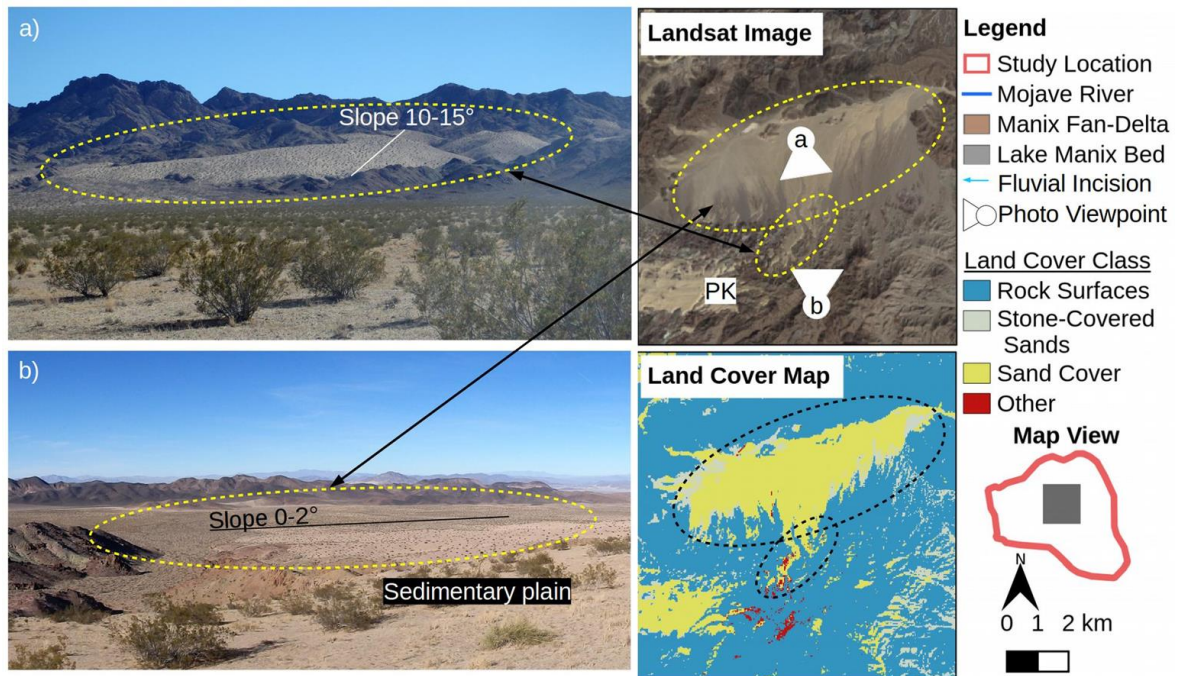 a)
Slope 10-15°
b)
Slope 0-2°
Sedimentary plain
Landsat Image
a
b
PK
Land Cover Map
Legend
Study Location
Mojave River
Manix Fan-Delta
Lake Manix Bed
Fluvial Incision
Photo Viewpoint
Land Cover Class
Rock Surfaces
Stone-Covered
Sands
Sand Cover
Other
Map View
N
0 1 2 km